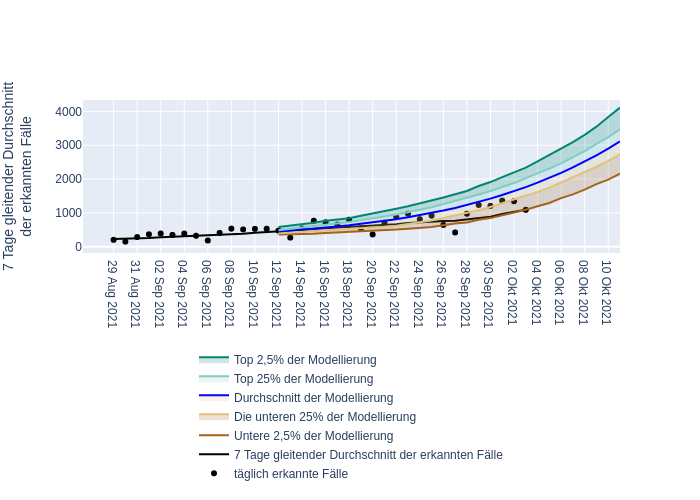 7 Tage gleitender Durchschnitt
der erkannten Fälle
4000
3000
2000
1000
0
29 Aug 2021
31 Aug 2021
02 Sep 2021
04 Sep 2021
06 Sep 2021
08 Sep 2021
10 Sep 2021
12 Sep 2021
14 Sep 2021
16 Sep 2021
18 Sep 2021
20 Sep 2021
22 Sep 2021
24 Sep 2021
26 Sep 2021
28 Sep 2021
30 Sep 2021
02 Okt 2021
04 Okt 2021
06 Okt 2021
08 Okt 2021
10 Okt 2021
Top 2,5% der Modellierung
Top 25% der Modellierung
Durchschnitt der Modellierung
Die unteren 25% der Modellierung
Untere 2,5% der Modellierung
7 Tage gleitender Durchschnitt der erkannten Fälle
täglich erkannte Fälle